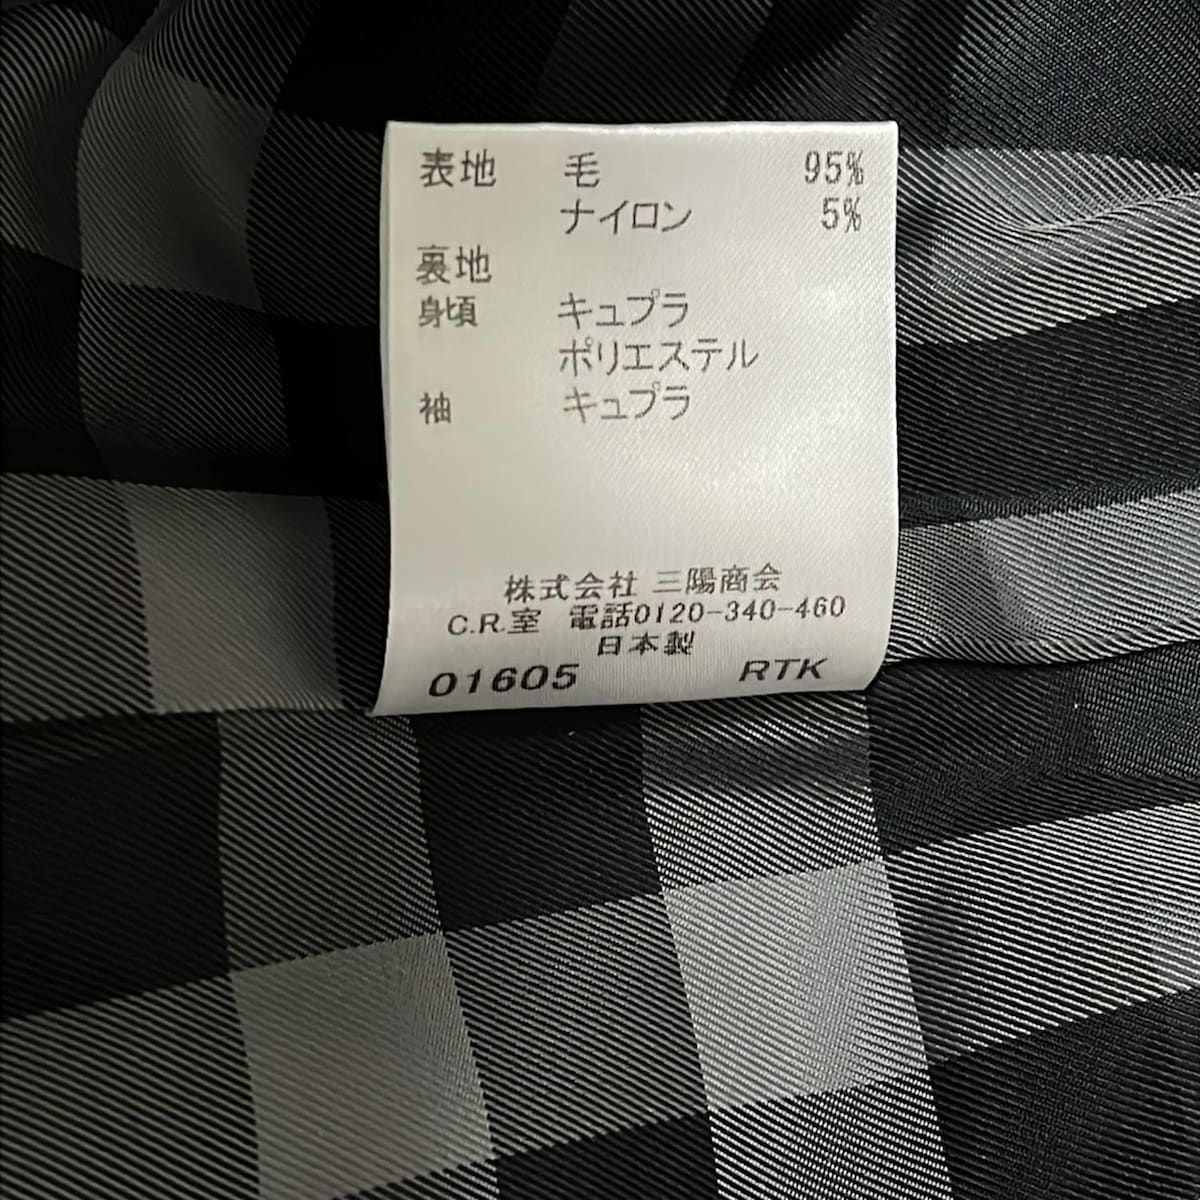 表地 毛 95%
ナイロン 5%
裏地
身頃 キュプラ
ポリエステル
袖 キュプラ
株式会社 三陽商会
C.R.室 電話0120-340-460
日本製
01605 RTK